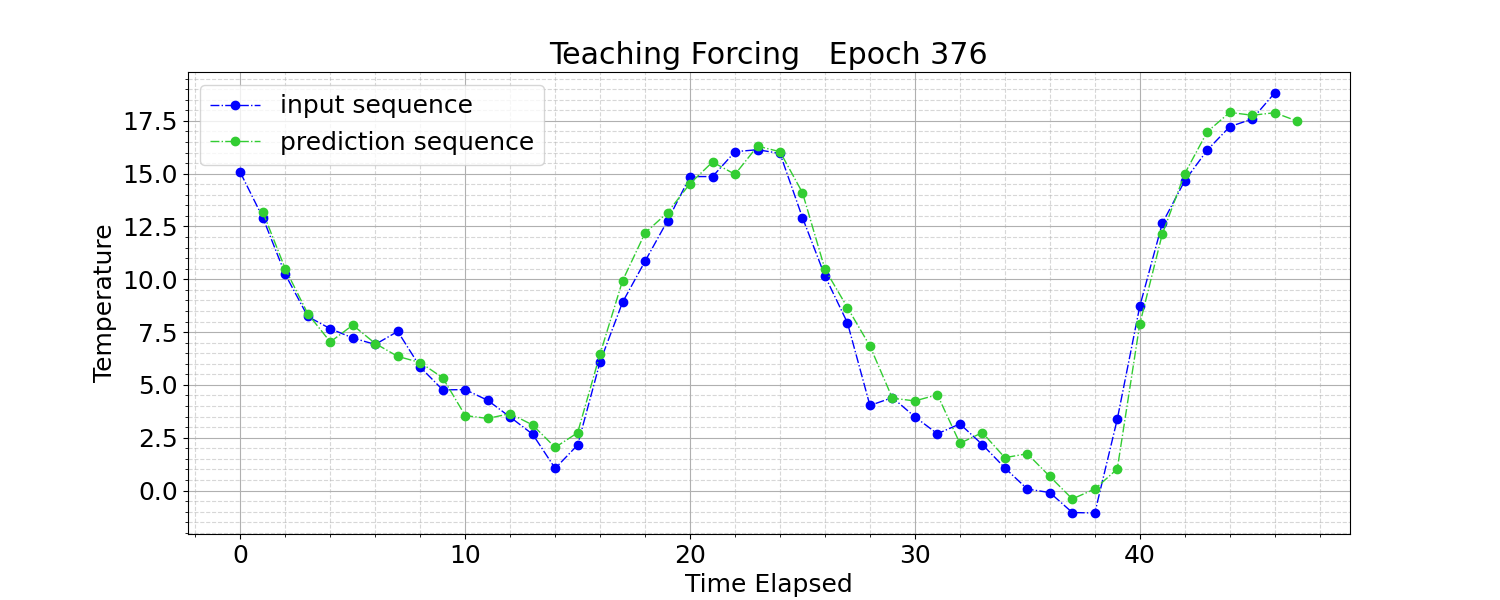 Teaching Forcing   Epoch 376
input sequence
prediction sequence
17.5
15.0
12.5
10.0
7.5
5.0
2.5
0.0
Temperature
0 10 20 30 40
Time Elapsed